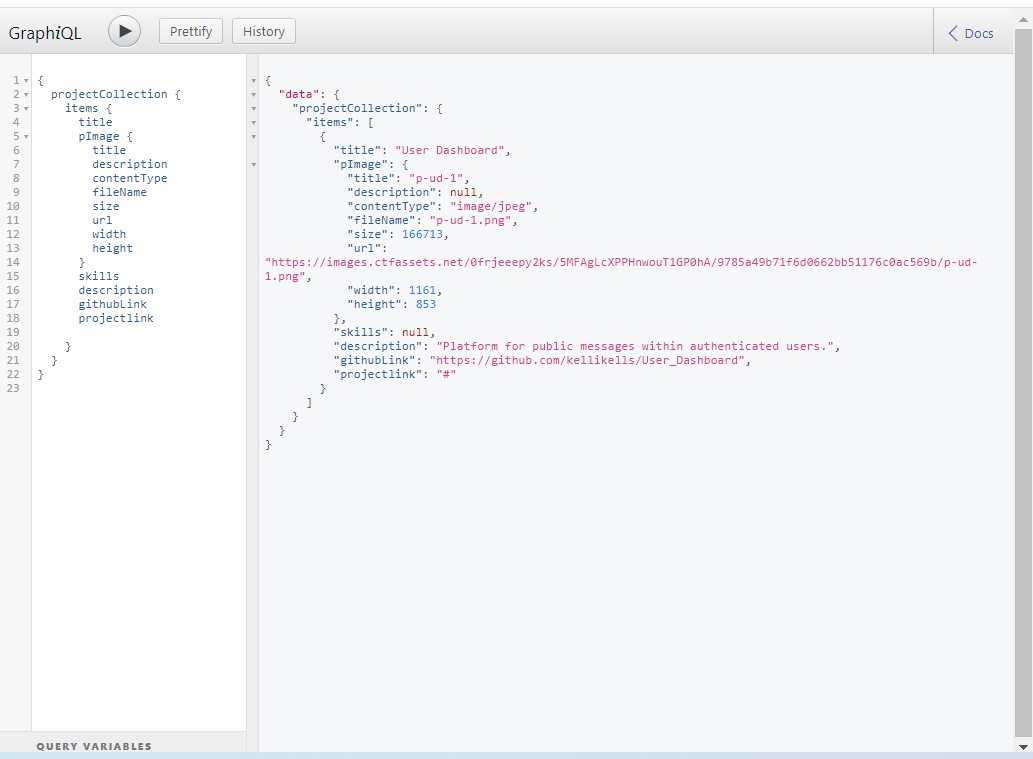 GraphiQL Prettify History Docs
1 {
2 projectCollection {
3 items {
4 title
5 pImage {
6 title
7 description
8 contentType
9 fileName
10 size
11 url
12 width
13 height
14 }
15 skills
16 description
17 githubLink
18 projectlink
19
20 }
21 }
22 }
23
QUERY VARIABLES
{
"data": {
"projectCollection": {
"items": [
{
"title": "User Dashboard",
"pImage": {
"title": "p-ud-1",
"description": null,
"contentType": "image/jpeg",
"fileName": "p-ud-1.png",
"size": 166713,
"url":
"https://images.ctfassets.net/0frjeeepy2ks/5MFAgLcXPPHnwouT1GP0hA/9785a49b71f6d0662bb51176c0ac569b/p-ud-
1.png",
"width": 1161,
"height": 853
},
"skills": null,
"description": "Platform for public messages within authenticated users.",
"githubLink": "https://github.com/kellikells/User_Dashboard",
"projectlink": "#"
}
]
}
}
}